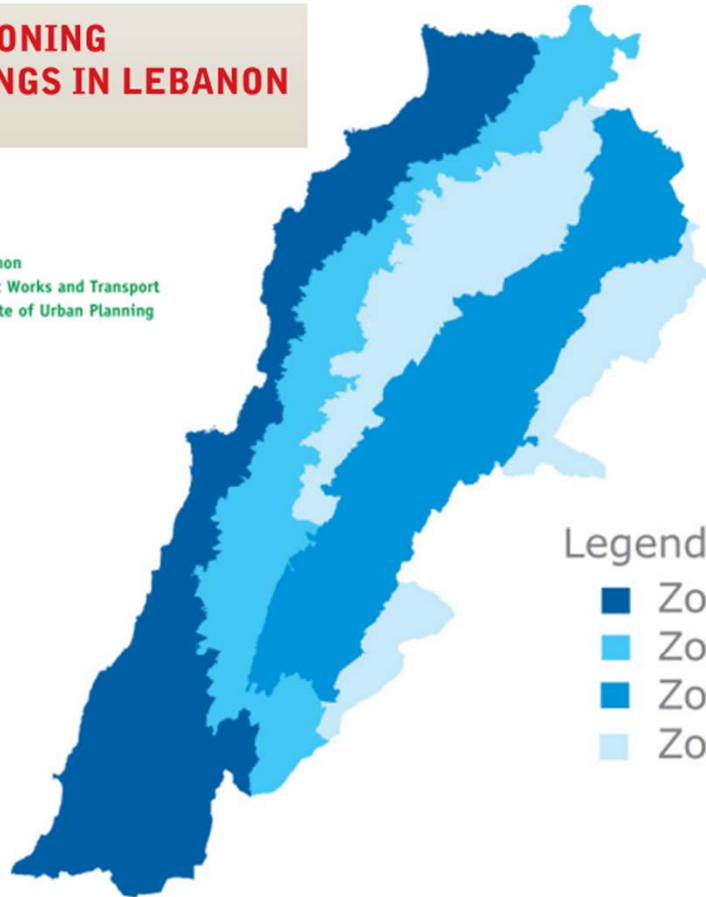 ONING
NGS IN LEBANON
non
Works and Transport
te of Urban Planning
Legend
Zo
Zo
Zo
Zo